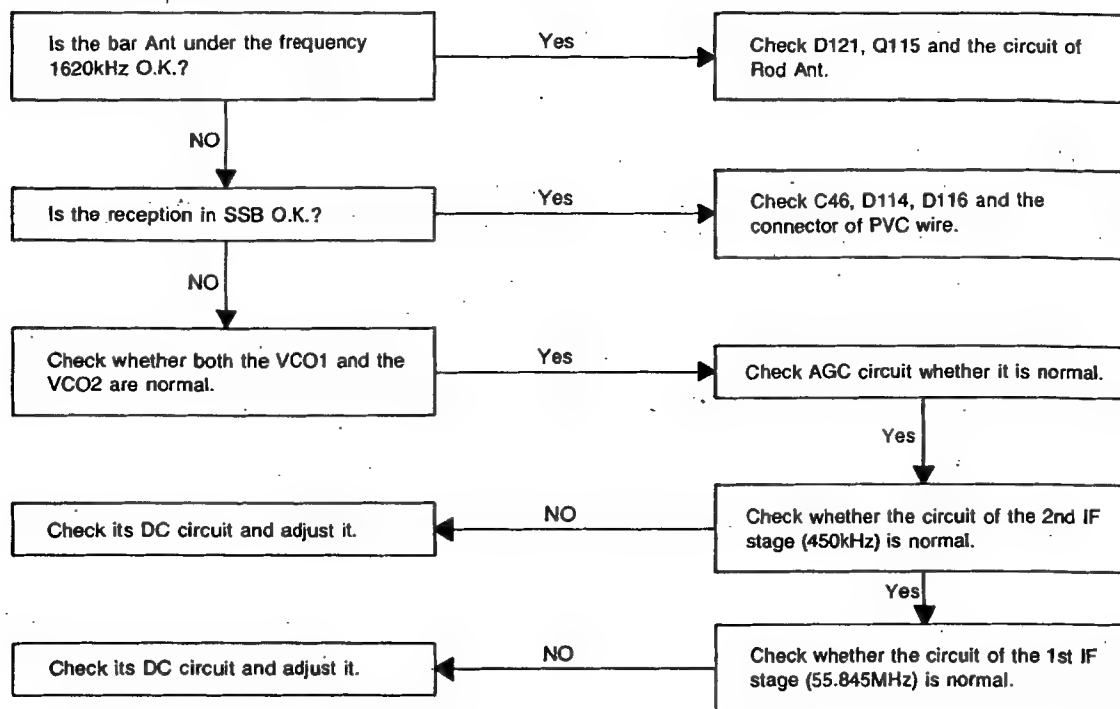 Is the bar Ant under the frequency
1620kHz O.K.?
Yes
Check D121, Q115 and the circuit of
Rod Ant.
NO
Is the reception in SSB O.K.?
Yes
Check C46, D114, D116 and the
connector of PVC wire.
NO
Check whether both the VCO1 and the
VCO2 are normal.
Yes
Check AGC circuit whether it is normal.
Yes
Check its DC circuit and adjust it.
NO
Check whether the circuit of the 2nd IF
stage (450kHz) is normal.
Yes
Check its DC circuit and adjust it.
NO
Check whether the circuit of the 1st IF
stage (55.845MHz) is normal.